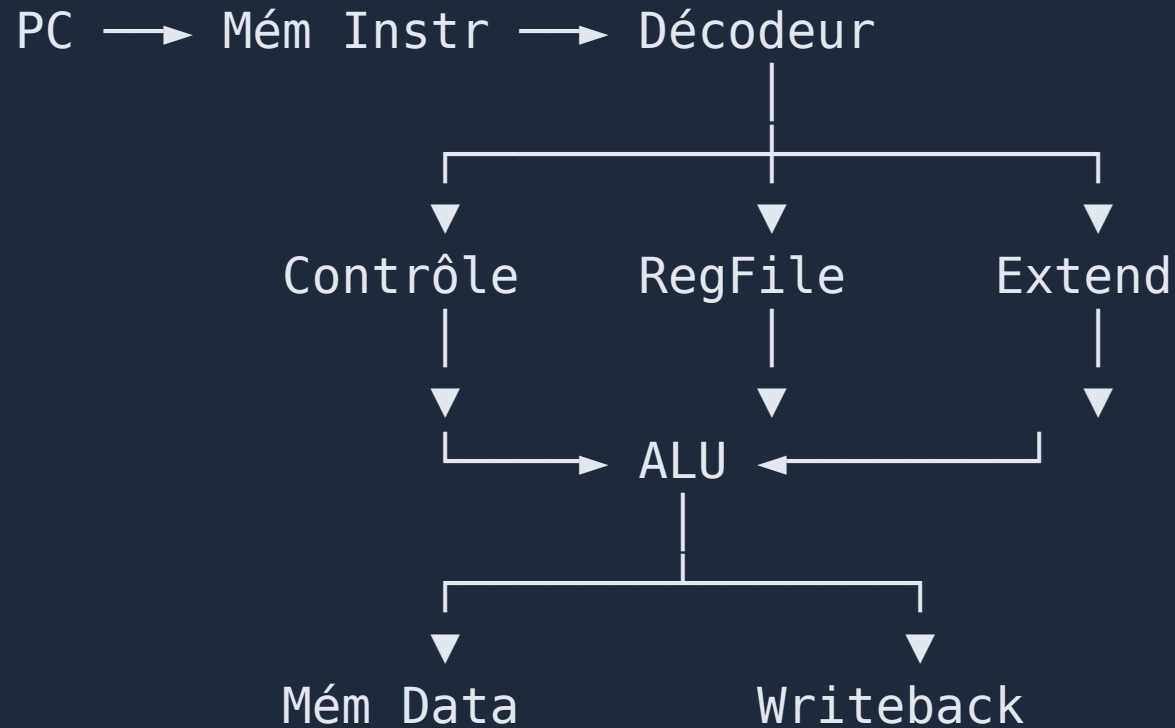 PC Mém Instr Décodeur
Contrôle RegFile Extend
ALU
Mém Data Writeback